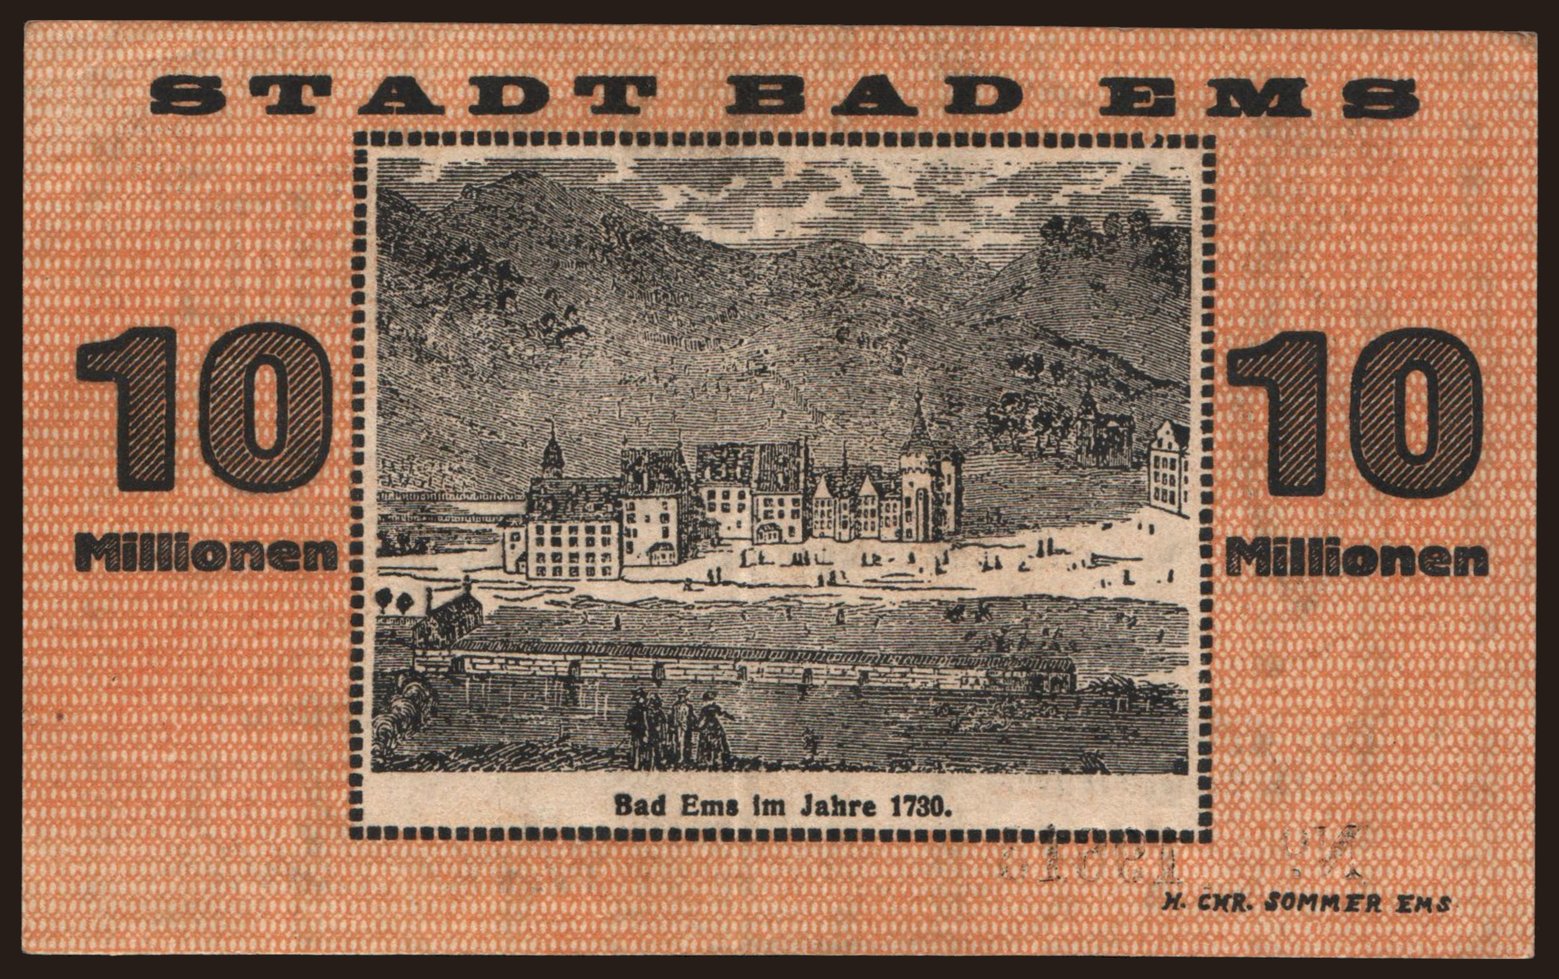 STADT BAD EMS
10
Millionen
10
Millionen
Bad Ems im Jahre 1730.
H. CHR. SOMMER EMS